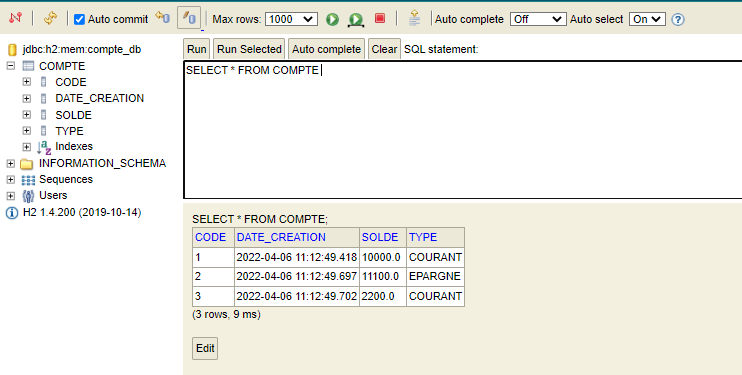 Auto commit Max rows: 1000 Auto complete Off Auto select On
jdbc:h2:mem:compte_db
COMPTE
CODE
DATE_CREATION
SOLDE
TYPE
Indexes
INFORMATION_SCHEMA
Sequences
Users
H2 1.4.200 (2019-10-14)
Run Run Selected Auto complete Clear SQL statement:
SELECT * FROM COMPTE
SELECT * FROM COMPTE;
CODE DATE_CREATION SOLDE TYPE
1 2022-04-06 11:12:49.418 10000.0 COURANT
2 2022-04-06 11:12:49.697 11100.0 EPARGNE
3 2022-04-06 11:12:49.702 2200.0 COURANT
(3 rows, 9 ms)
Edit